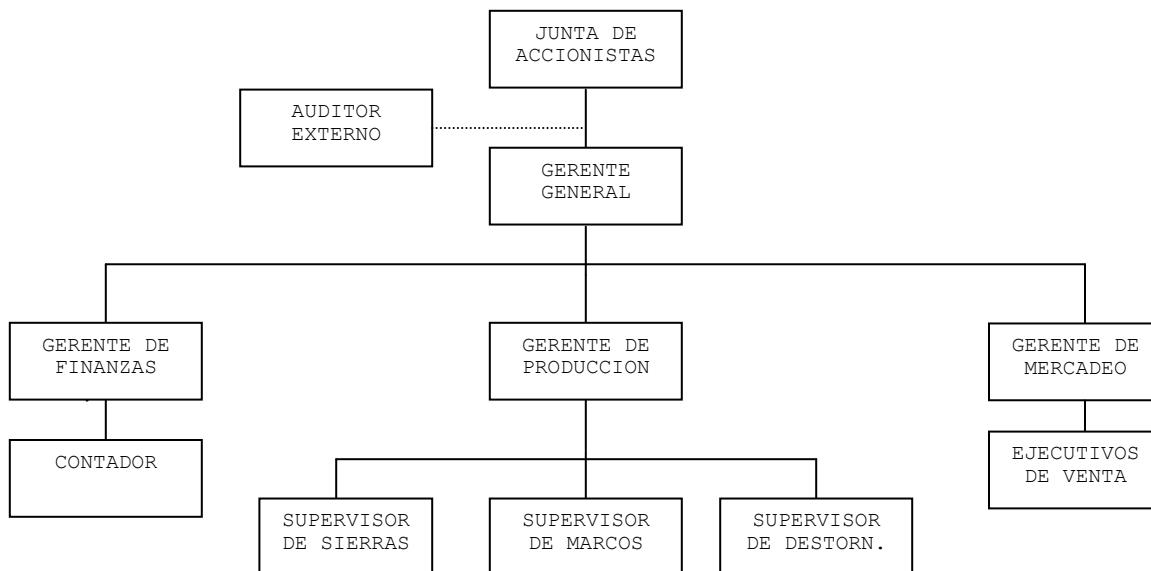 JUNTA DE
ACCIONISTAS
AUDITOR
EXTERNO
GERENTE
GENERAL
GERENTE DE
FINANZAS
GERENTE DE
PRODUCCION
GERENTE DE
MERCADEO
CONTADOR
EJECUTIVOS
DE VENTA
SUPERVISOR
DE SIERRAS
SUPERVISOR
DE MARCOS
SUPERVISOR
DE DESTORN.